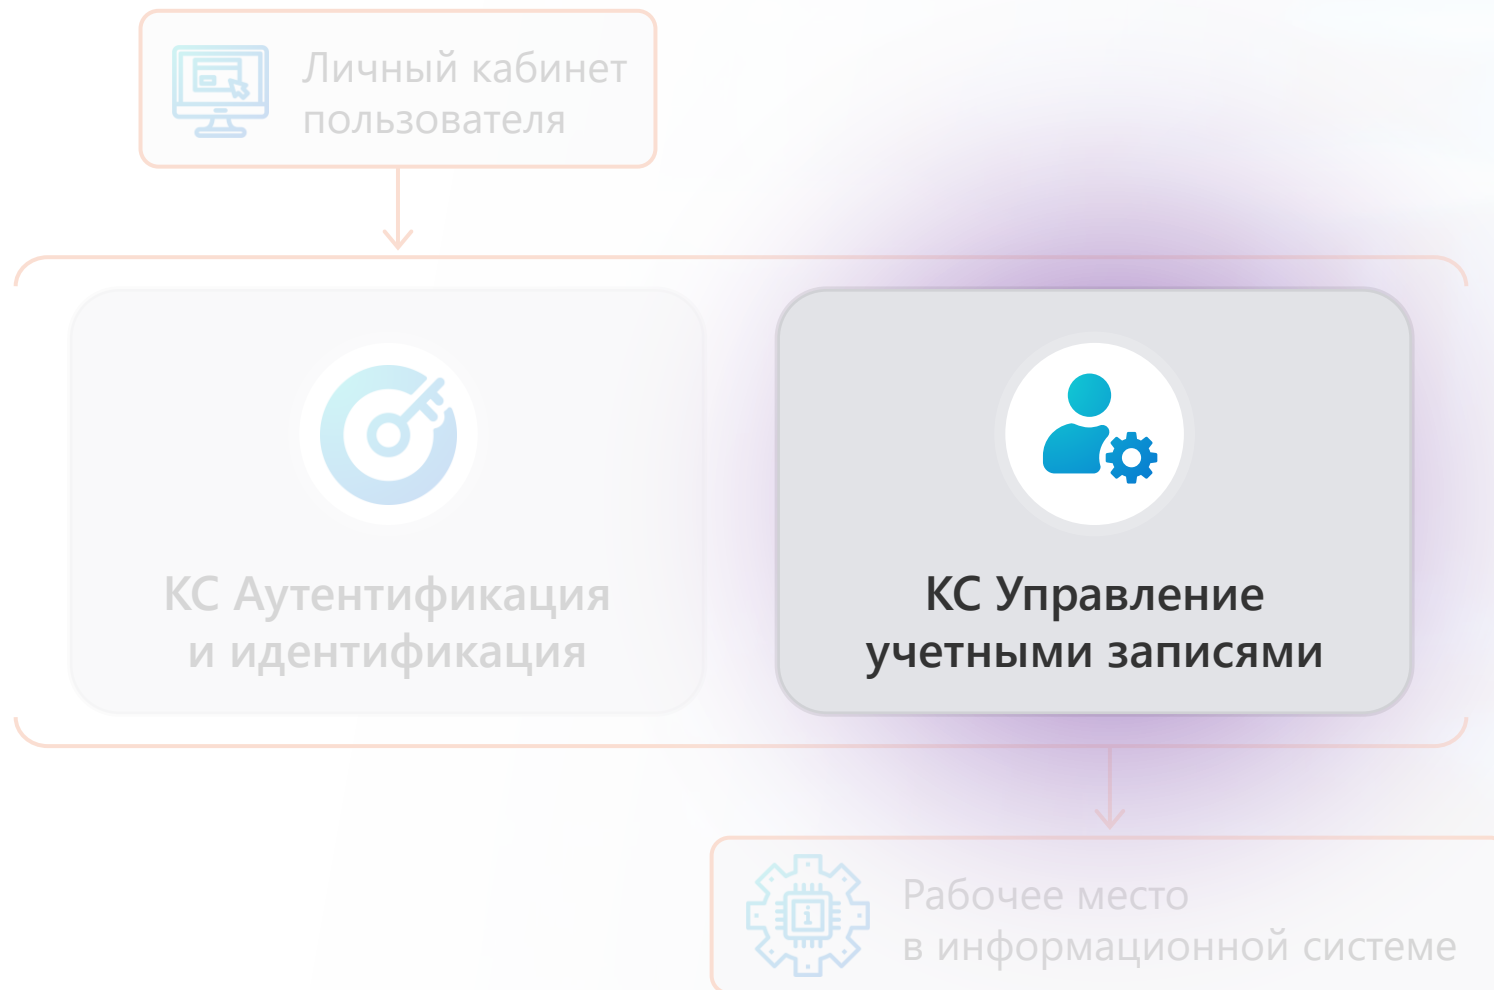 Личный кабинет
пользователя
КС Аутентификация
и идентификация
КС Управление
учетными записями
i
Рабочее место
в информационной системе